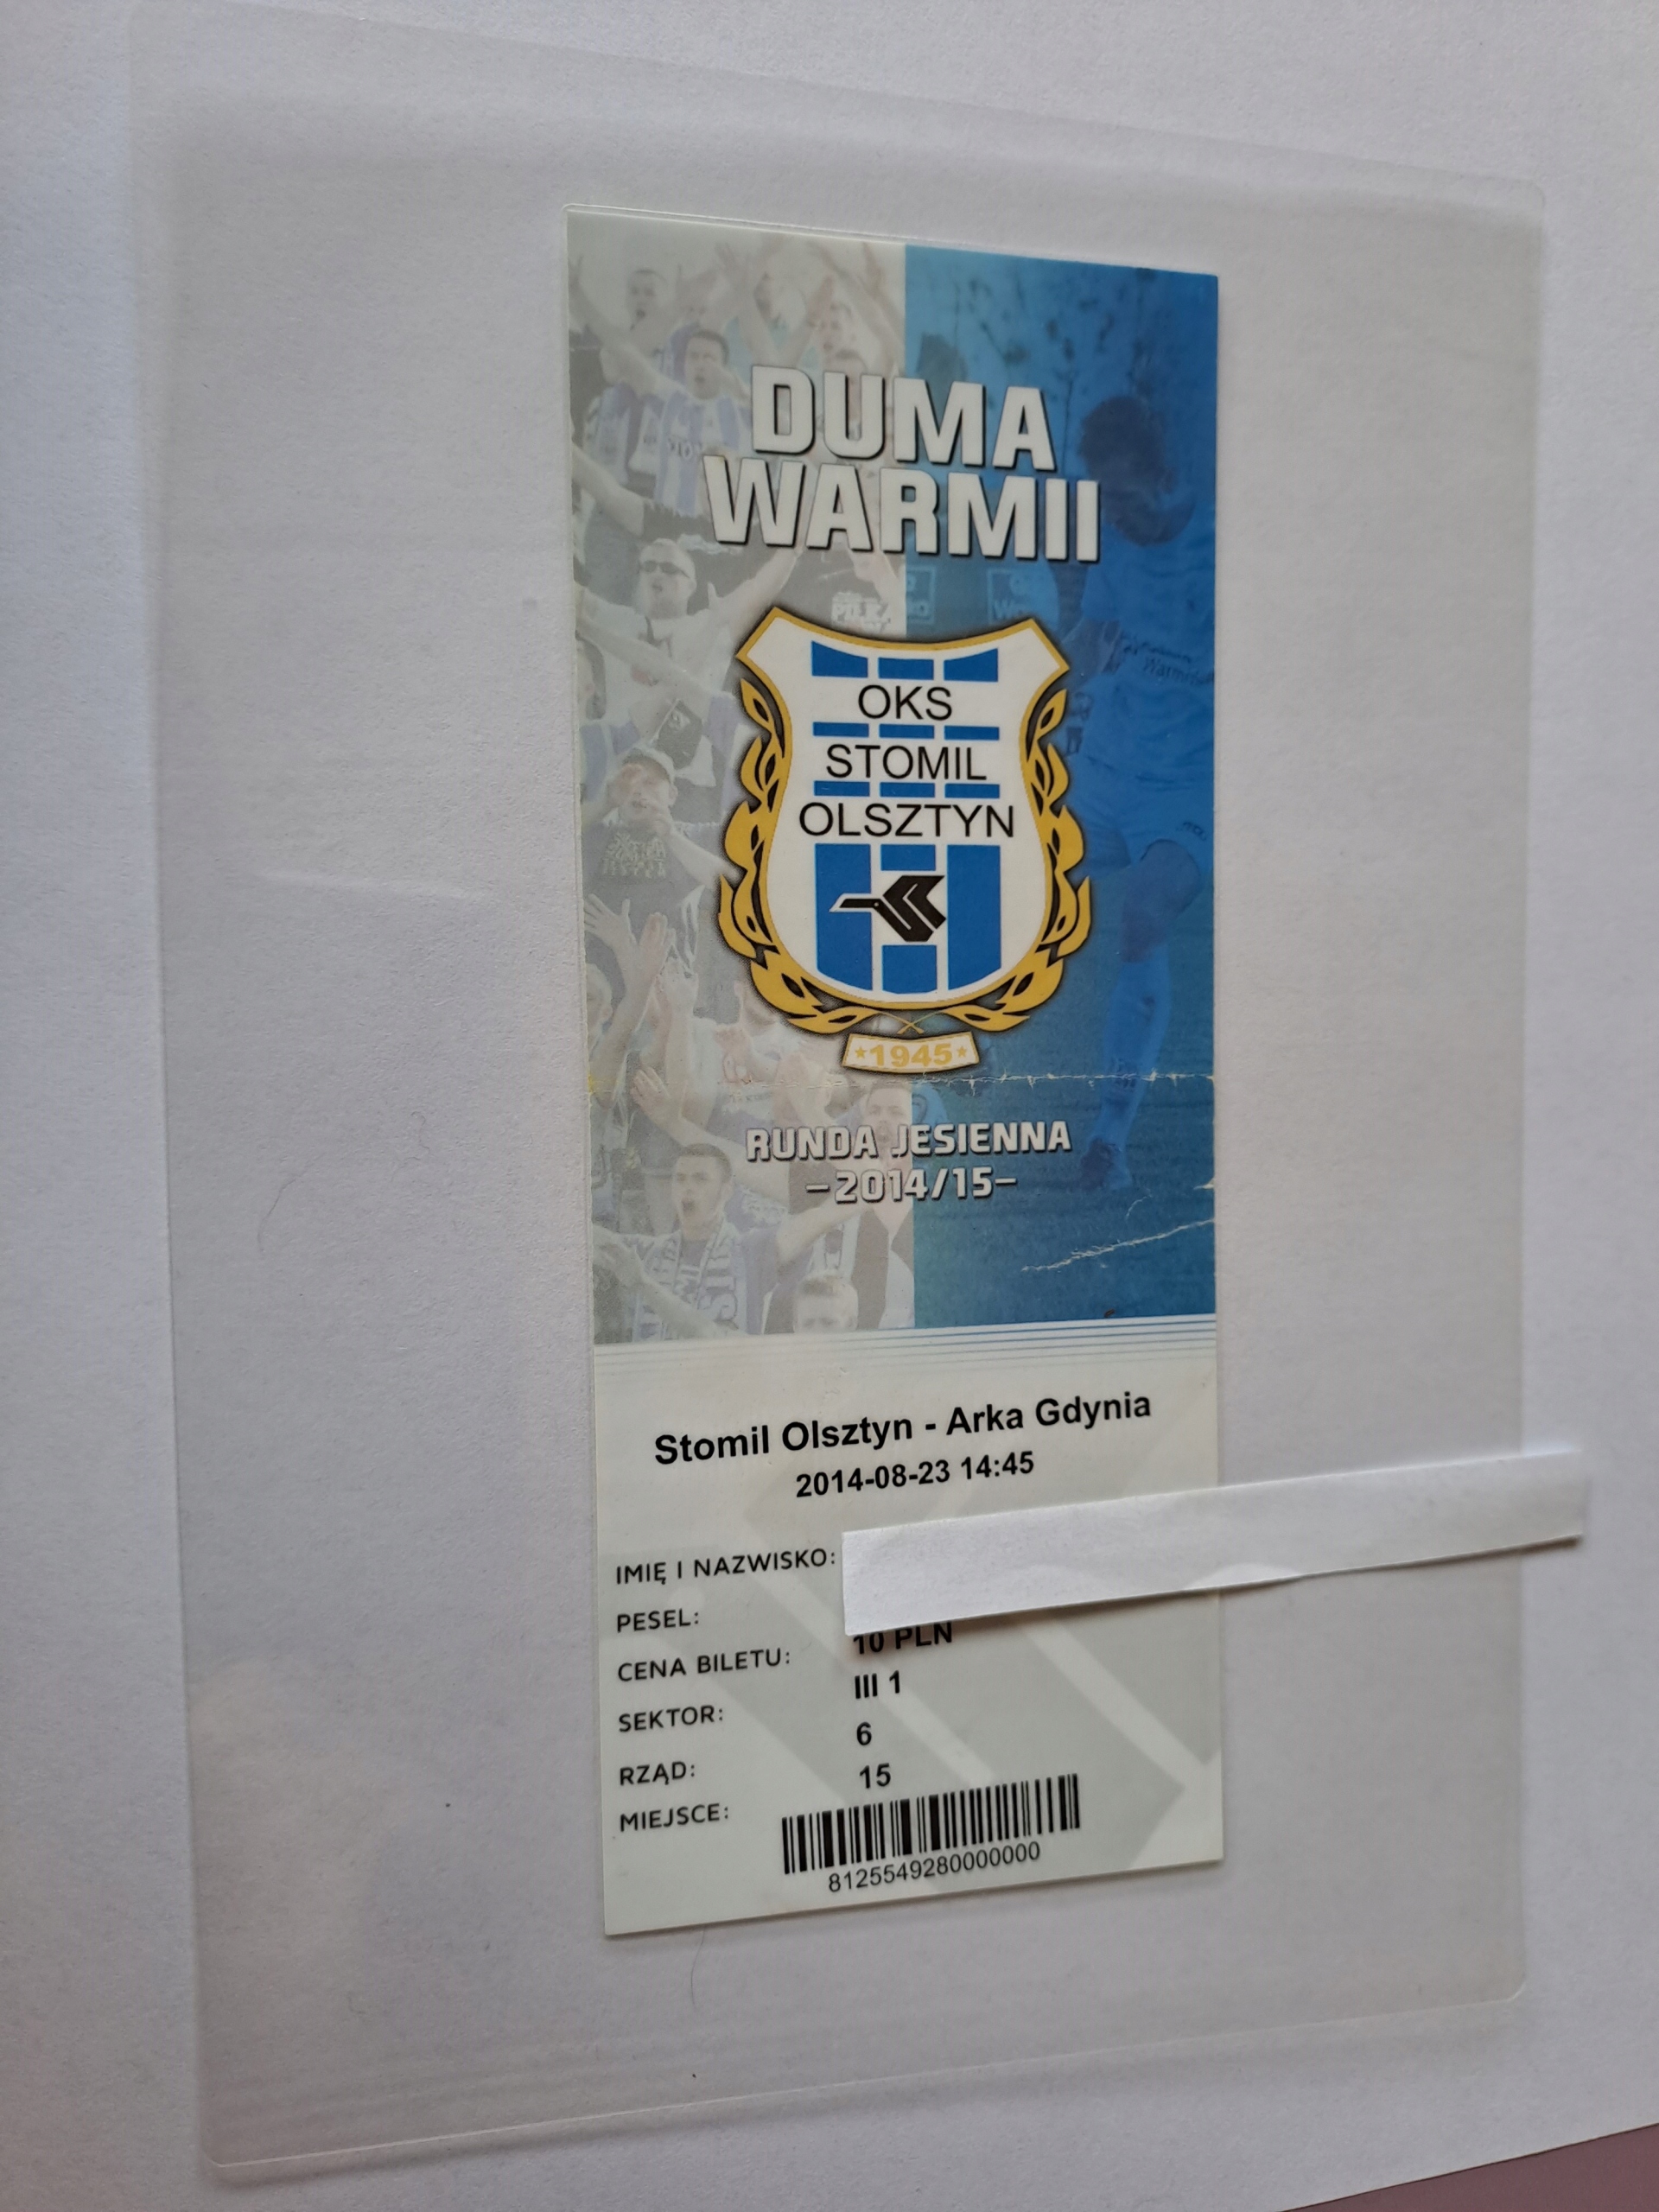 DUMA
WARMII
OKS
STOMIL
OLSZTYN
1945
RUNDA JESIENNA
-2014/15-
Stomil Olsztyn - Arka Gdynia
2014-08-23 14:45
IMIĘ I NAZWISKO:
PESEL:
CENA BILETU: 10 PLN
SEKTOR: III 1
RZĄD: 6
MIEJSCE: 15
8125549280000000